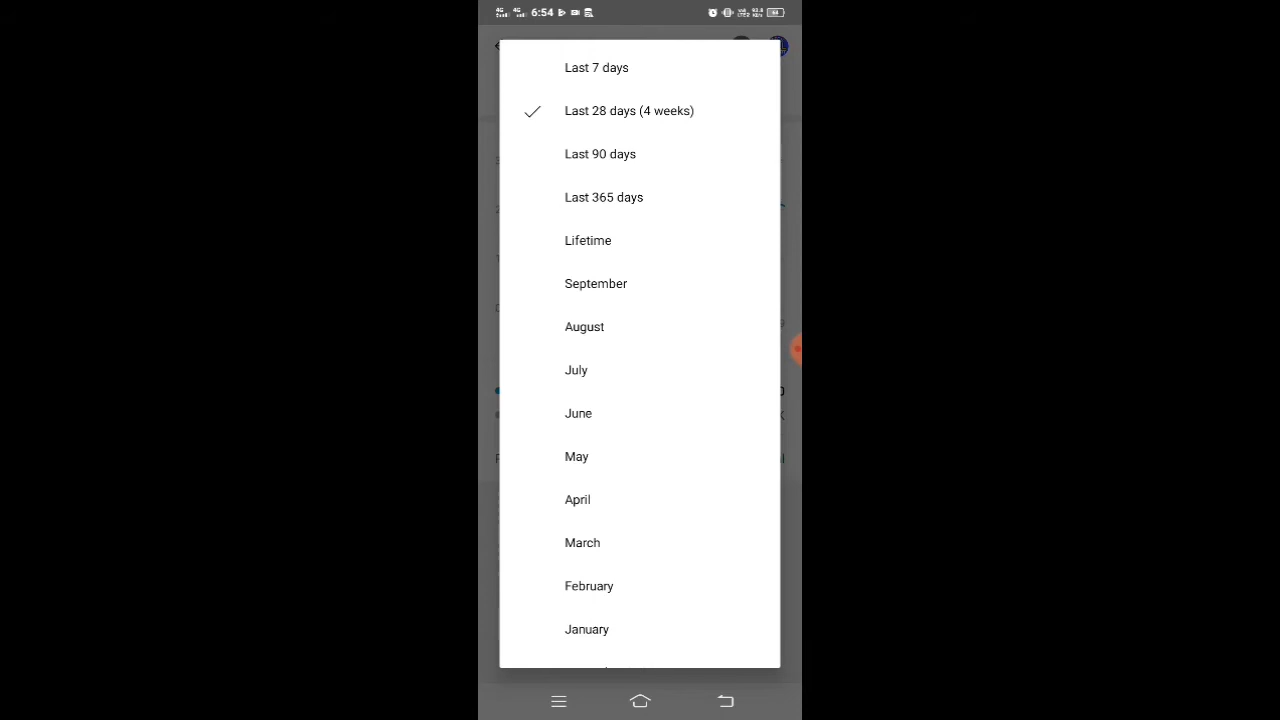 6:54
Last 7 days
Last 28 days (4 weeks)
Last 90 days
Last 365 days
Lifetime
September
August
July
June
May
April
March
February
January